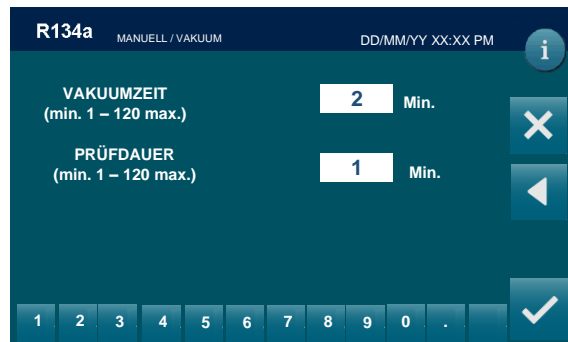 R134a MANUELL / VAKUUM DD/MM/YY XX:XX PM
i
VAKUUMZEIT
(min. 1 – 120 max.) 2 Min.
PRÜFDAUER
(min. 1 – 120 max.) 1 Min.
1 2 3 4 5 6 7 8 9 0 .